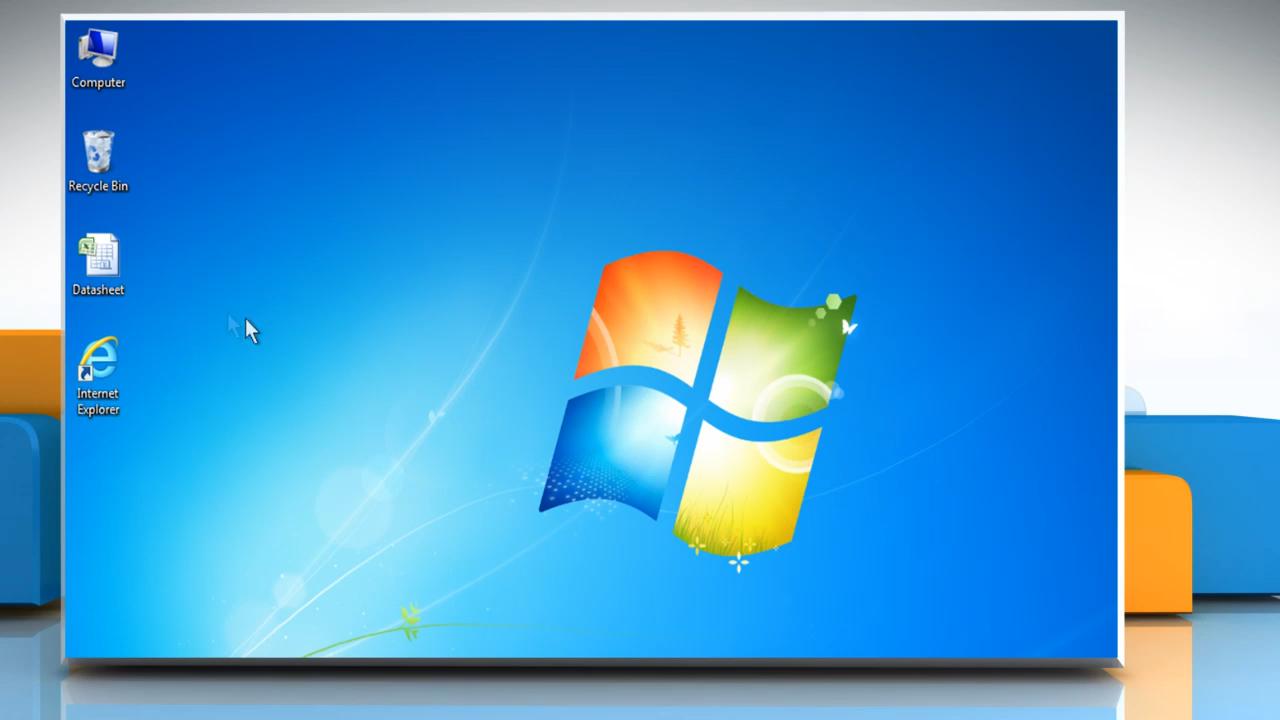 Computer
Recycle Bin
Datasheet
Internet
Explorer